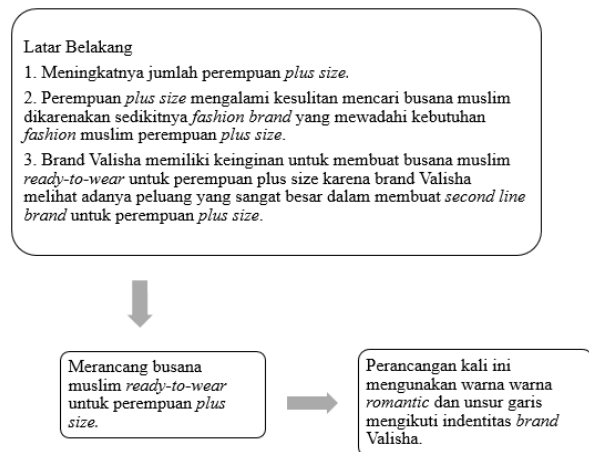 Latar Belakang
1. Meningkatnya jumlah perempuan plus size.
2. Perempuan plus size mengalami kesulitan mencari busana muslim
dikarenakan sedikitnya fashion brand yang mewadahi kebutuhan
fashion muslim perempuan plus size.
3. Brand Valisha memiliki keinginan untuk membuat busana muslim
ready-to-wear untuk perempuan plus size karena brand Valisha
melihat adanya peluang yang sangat besar dalam membuat second line
brand untuk perempuan plus size.
Merancang busana
muslim ready-to-wear
untuk perempuan plus
size.
Perancangan kali ini
mengunakan warna warna
romantic dan unsur garis
mengikuti indentitas brand
Valisha.